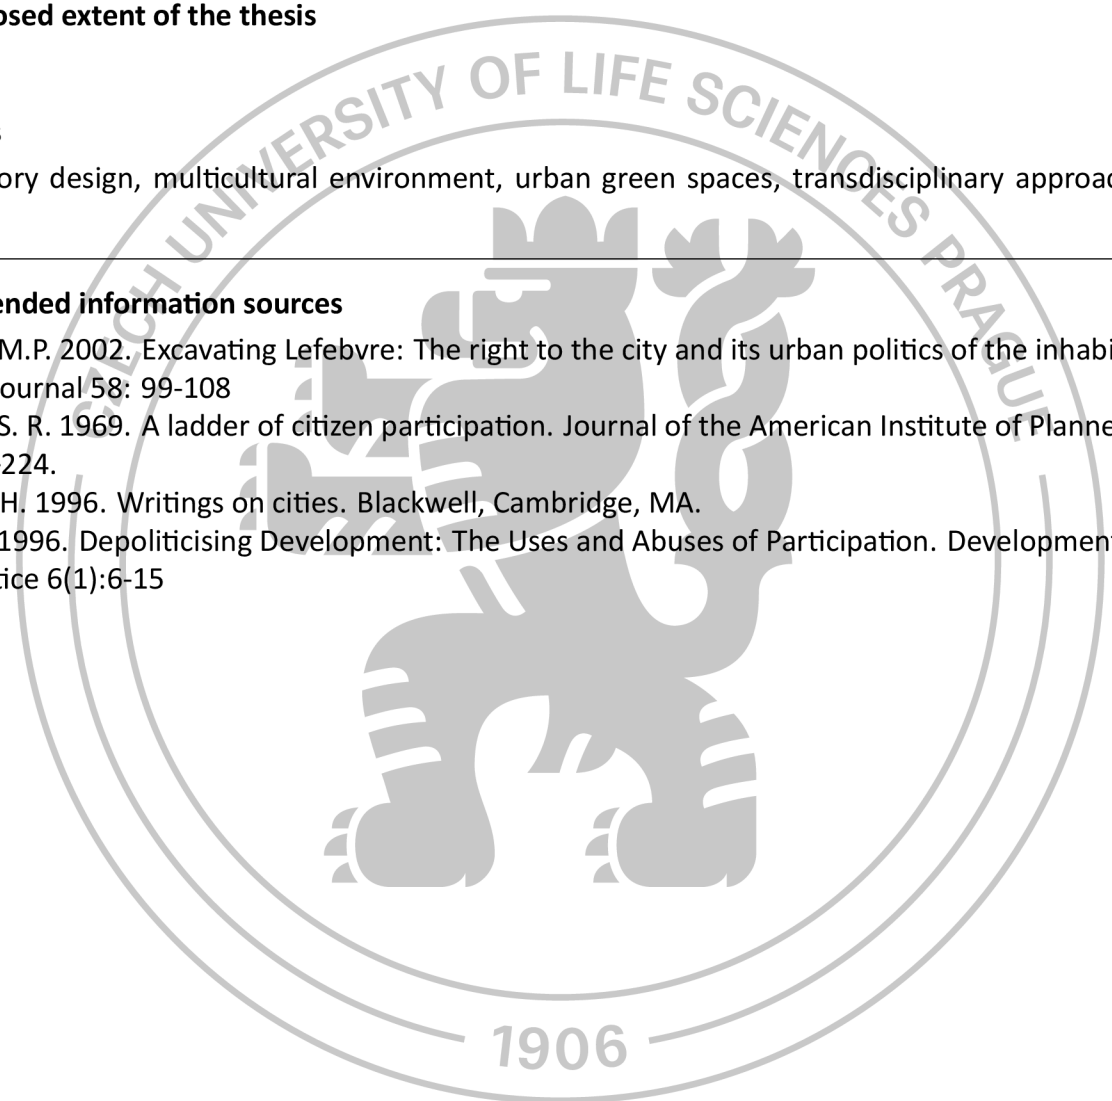 osed extent of the thesis
s
ory design, multicultural environment, urban green spaces, transdisciplinary approac
ended information sources
M.P. 2002. Excavating Lefebvre: The right to the city and its urban politics of the inhabi
ournal 58: 99-108
S. R. 1969. A ladder of citizen participation. Journal of the American Institute of Planne
-224.
H. 1996. Writings on cities. Blackwell, Cambridge, MA.
1996. Depoliticising Development: The Uses and Abuses of Participation. Development
tice 6(1):6-15
CZECH UNIVERSITY OF LIFE SCIENCES PRAGUE
1906